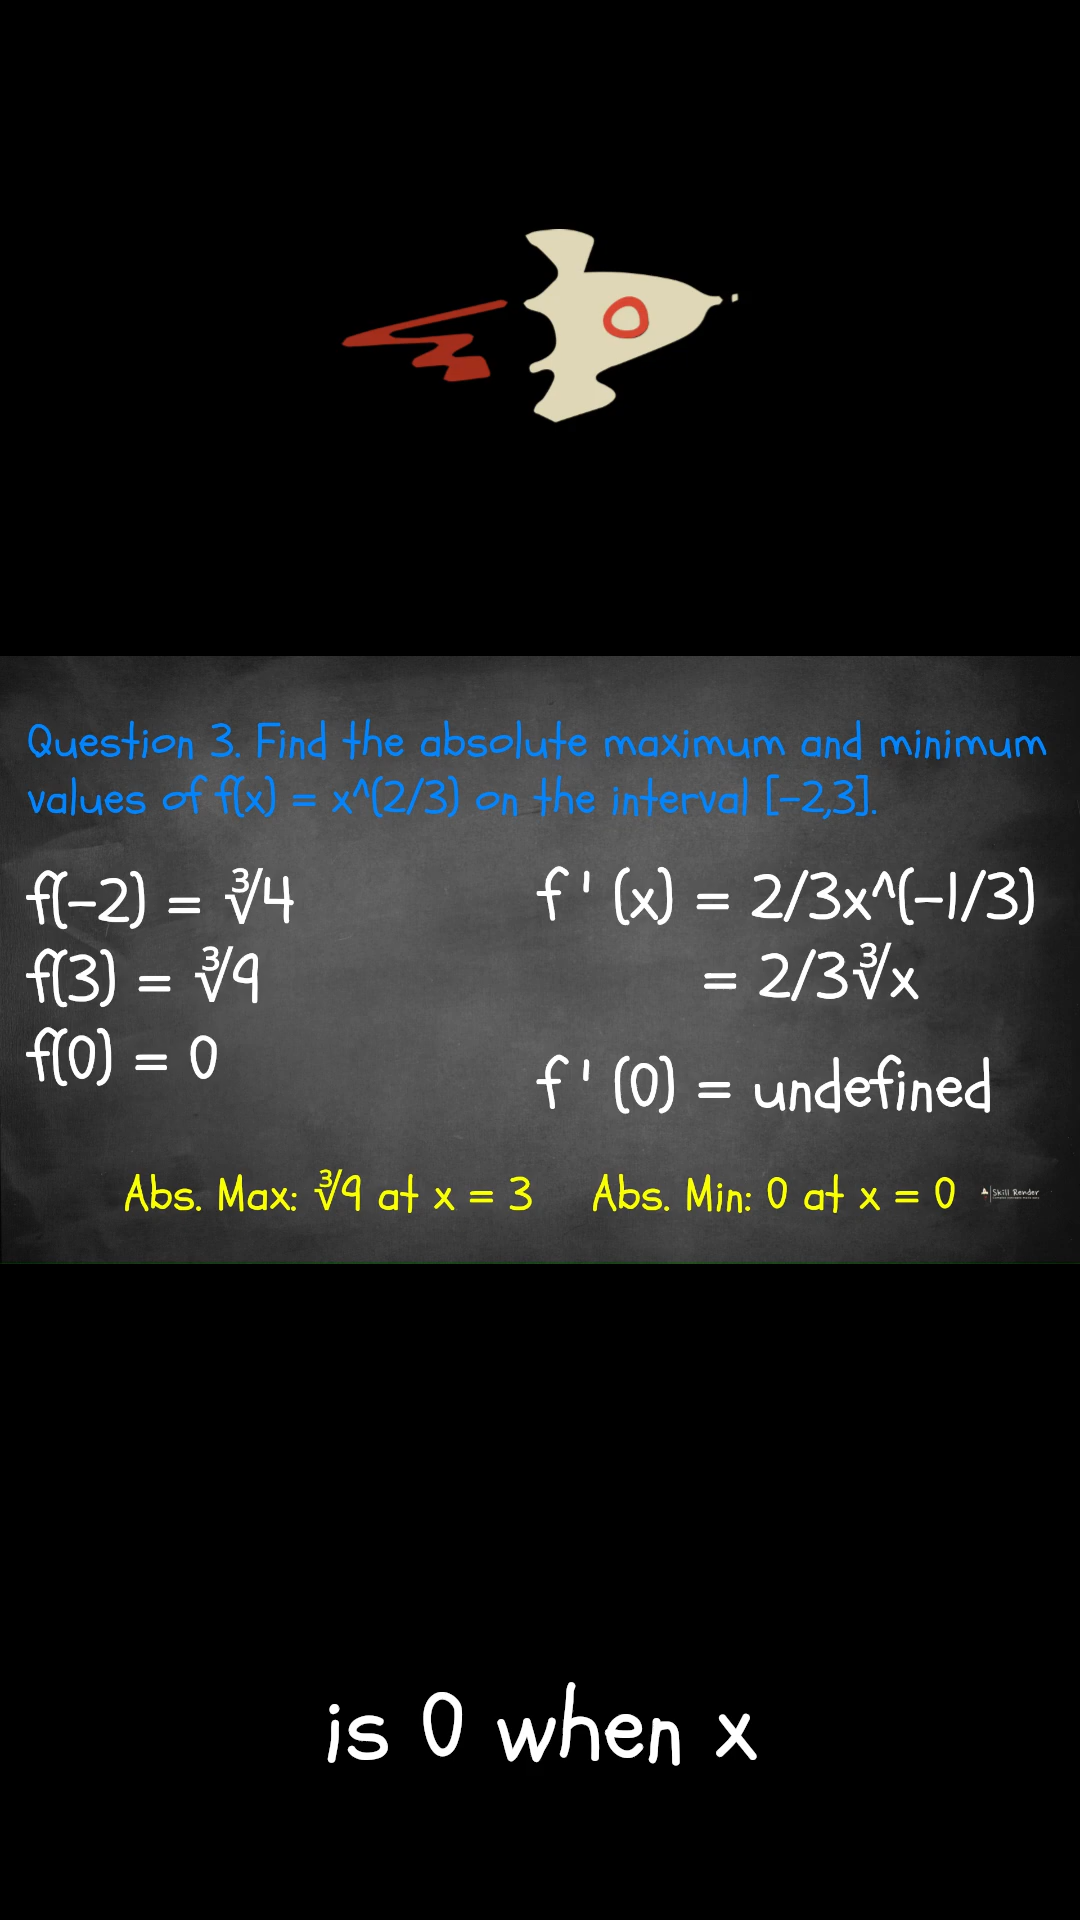 Question 3. Find the absolute maximum and minimum
values of f(x) = x^(2/3) on the interval [-2,3].
f(-2) = ∛4
f(3) = ∛9
f(0) = 0
f ' (x) = 2/3x^(-1/3)
= 2/3∛x
f ' (0) = undefined
Abs. Max: ∛9 at x = 3 Abs. Min: 0 at x = 0
Skill Render
is 0 when x